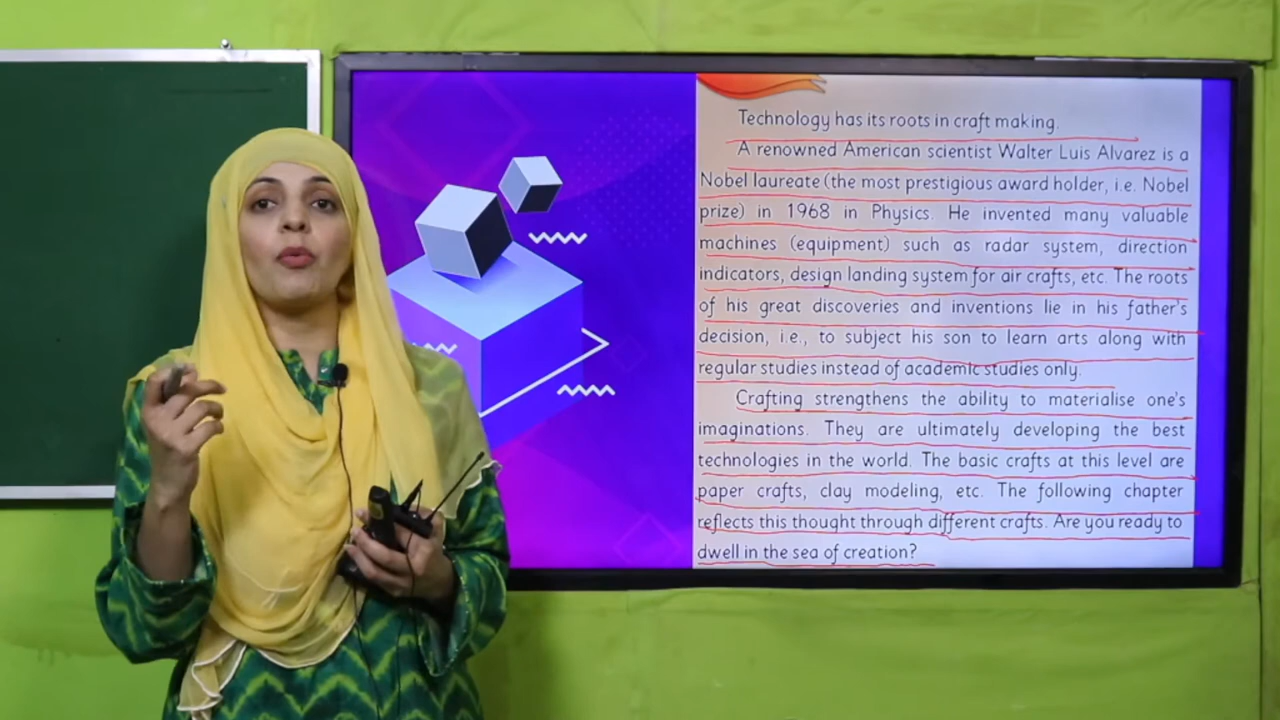 Technology has its roots in craft making.
A renowned American scientist Walter Luis Alvarez is a
Nobel laureate (the most prestigious award holder, i.e. Nobel
prize) in 1968 in Physics. He invented many valuable
machines (equipment) such as radar system, direction
indicators, design landing system for air crafts, etc. The roots
of his great discoveries and inventions lie in his father's
decision, i.e., to subject his son to learn arts along with
regular studies instead of academic studies only.
Crafting strengthens the ability to materialise one's
imaginations. They are ultimately developing the best
technologies in the world. The basic crafts at this level are
paper crafts, clay modeling, etc. The following chapter
reflects this thought through different crafts. Are you ready to
dwell in the sea of creation?